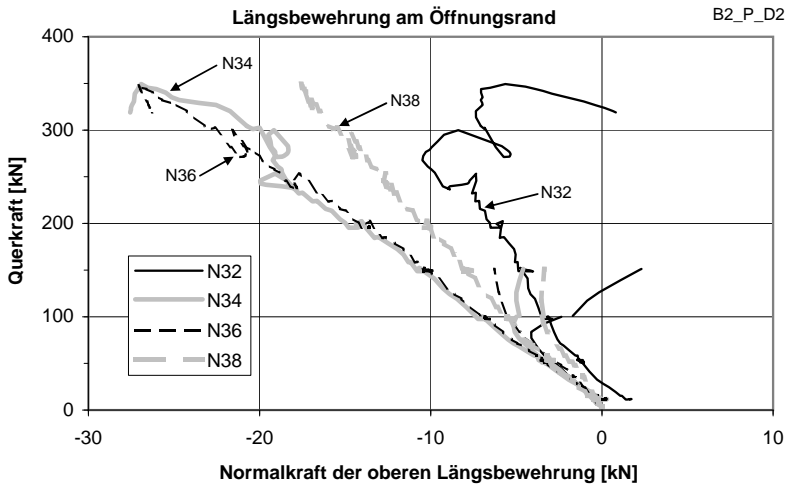 Längsbewehrung am Öffnungsrand
B2_P_D2
400
300
200
100
0
Querkraft [kN]
N34
N36
N38
N32
N32
N34
N36
N38
-30 -20 -10 0 10
Normalkraft der oberen Längsbewehrung [kN]